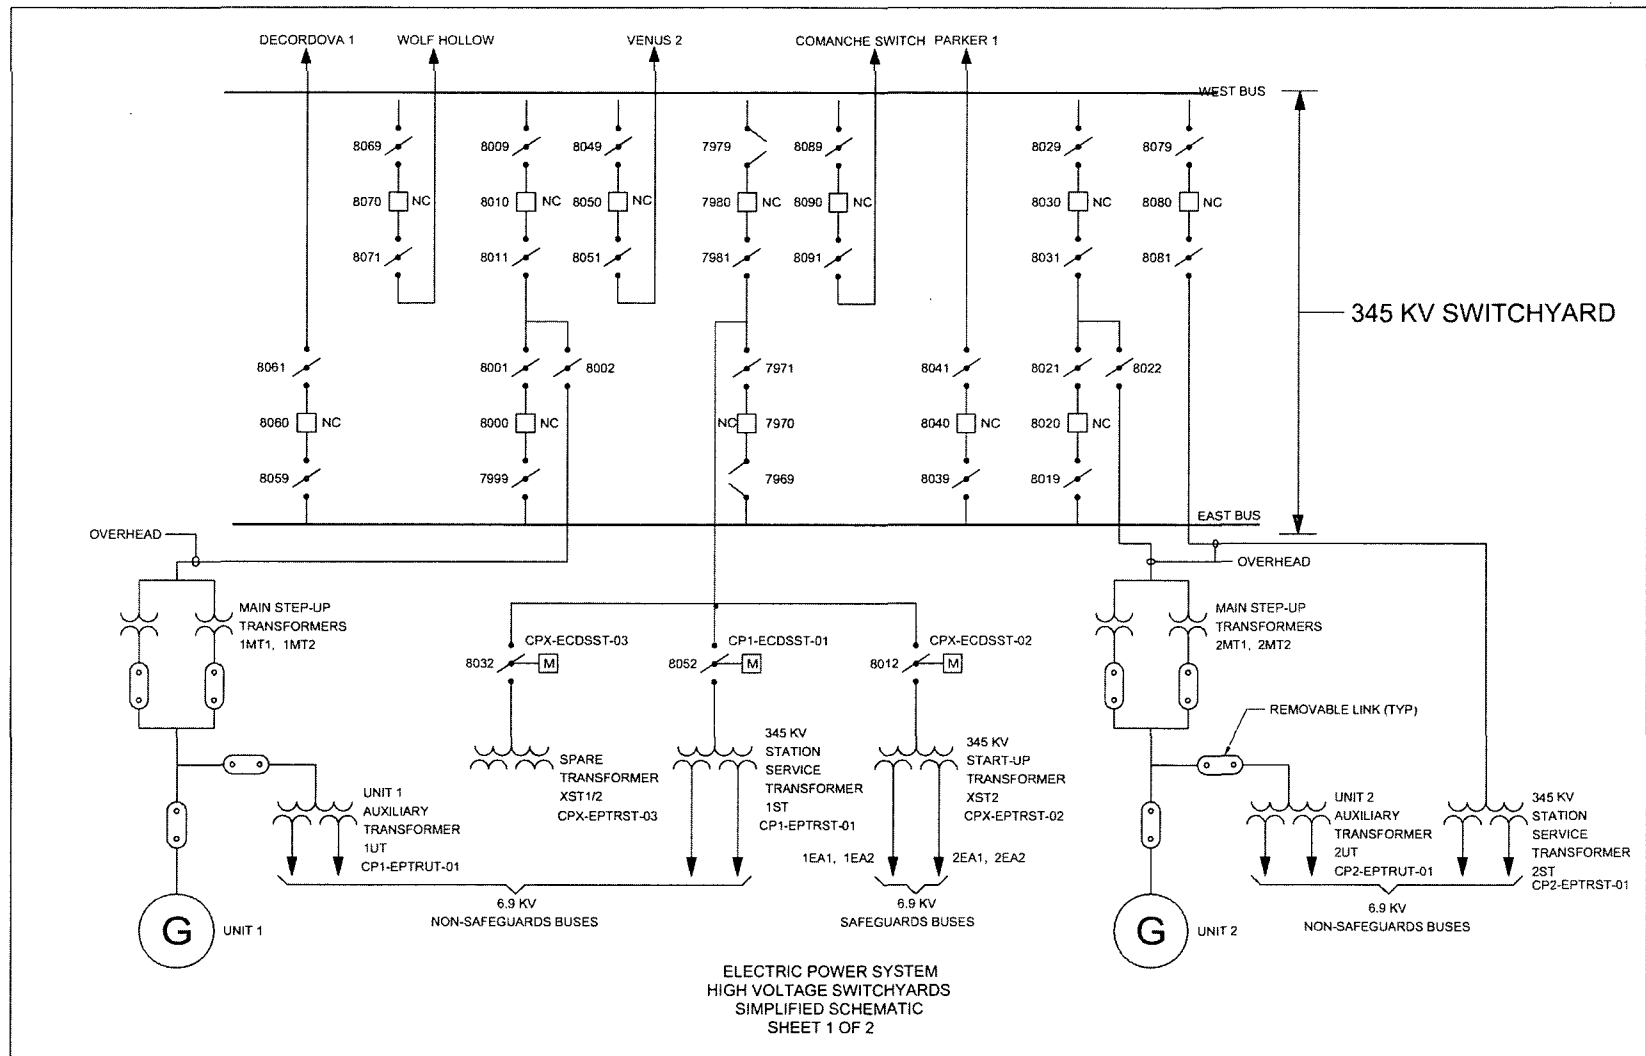 DECORDOVA 1
WOLF HOLLOW
VENUS 2
COMANCHE SWITCH
PARKER 1
WEST BUS
8069
8009
8049
7979
8089
8029
8079
8070
NC
8010
NC
8050
NC
7980
NC
8090
NC
8030
NC
8080
NC
8071
8011
8051
7981
8091
8031
8081
345 KV SWITCHYARD
8061
8001
8002
7971
8041
8021
8022
8060
NC
8000
NC
NC
7970
8040
NC
8020
NC
8059
7999
7969
8039
8019
EAST BUS
OVERHEAD
OVERHEAD
MAIN STEP-UP
TRANSFORMERS
1MT1, 1MT2
CPX-ECDSST-03
8032
M
CP1-ECDSST-01
8052
M
CPX-ECDSST-02
8012
M
MAIN STEP-UP
TRANSFORMERS
2MT1, 2MT2
REMOVABLE LINK (TYP)
SPARE
TRANSFORMER
XST1/2
CPX-EPTRST-03
345 KV
STATION
SERVICE
TRANSFORMER
1ST
CP1-EPTRST-01
345 KV
START-UP
TRANSFORMER
XST2
CPX-EPTRST-02
UNIT 1
AUXILIARY
TRANSFORMER
1UT
CP1-EPTRUT-01
UNIT 2
AUXILIARY
TRANSFORMER
2UT
CP2-EPTRUT-01
345 KV
STATION
SERVICE
TRANSFORMER
2ST
CP2-EPTRST-01
1EA1, 1EA2
2EA1, 2EA2
6.9 KV
NON-SAFEGUARDS BUSES
6.9 KV
SAFEGUARDS BUSES
6.9 KV
NON-SAFEGUARDS BUSES
G
UNIT 1
G
UNIT 2
ELECTRIC POWER SYSTEM
HIGH VOLTAGE SWITCHYARDS
SIMPLIFIED SCHEMATIC
SHEET 1 OF 2